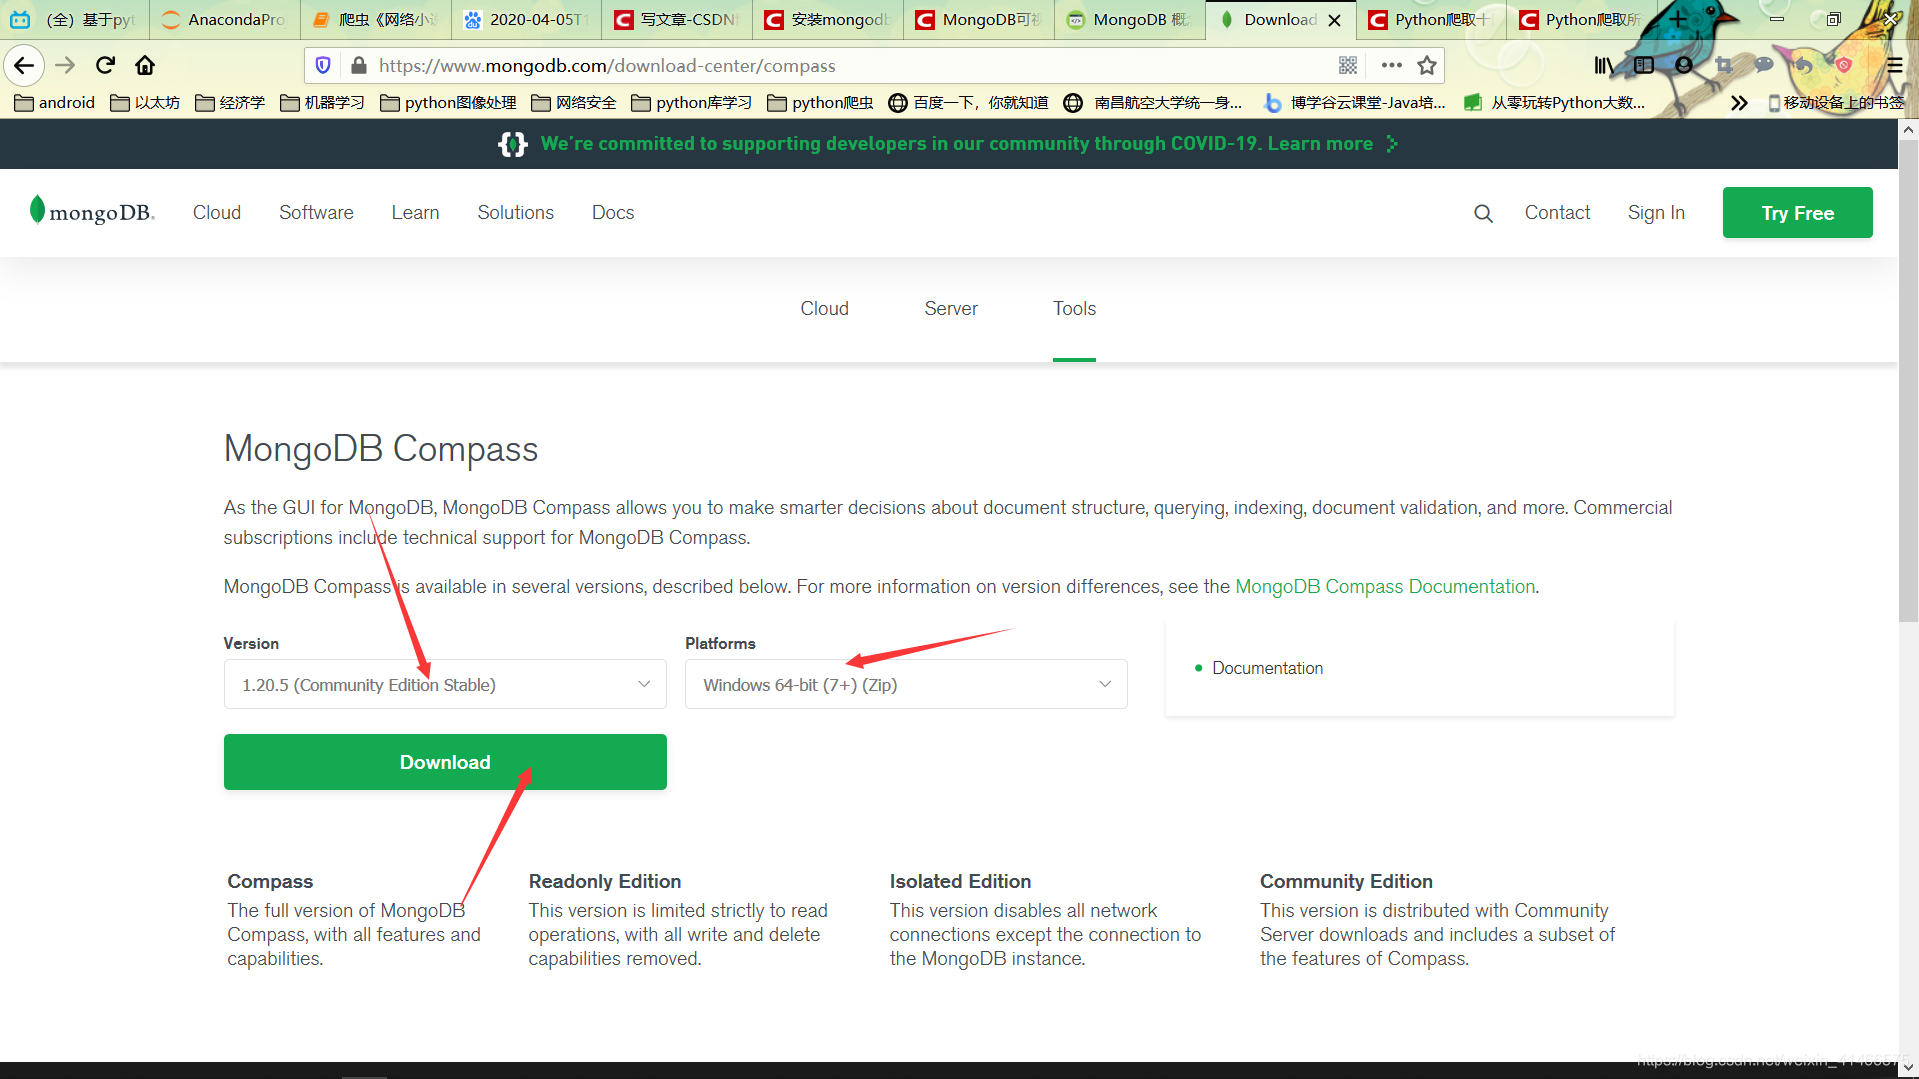 （全）基于pyt
AnacondaPro
爬虫《网络小
2020-04-05T1
写文章-CSDN
安装mongodb
MongoDB可视
MongoDB 概
Download
Python爬取十
Python爬取所
https://www.mongodb.com/download-center/compass
android
以太坊
经济学
机器学习
python图像处理
网络安全
python库学习
python爬虫
百度一下，你就知道
南昌航空大学统一身...
博学谷云课堂-Java培...
从零玩转Python大数...
移动设备上的书签
We're committed to supporting developers in our community through COVID-19. Learn more
mongoDB.
Cloud
Software
Learn
Solutions
Docs
Contact
Sign In
Try Free
Cloud
Server
Tools
MongoDB Compass
As the GUI for MongoDB, MongoDB Compass allows you to make smarter decisions about document structure, querying, indexing, document validation, and more. Commercial
subscriptions include technical support for MongoDB Compass.
MongoDB Compass is available in several versions, described below. For more information on version differences, see the MongoDB Compass Documentation.
Version
Platforms
1.20.5 (Community Edition Stable)
Windows 64-bit (7+) (Zip)
Documentation
Download
Compass
The full version of MongoDB
Compass, with all features and
capabilities.
Readonly Edition
This version is limited strictly to read
operations, with all write and delete
capabilities removed.
Isolated Edition
This version disables all network
connections except the connection to
the MongoDB instance.
Community Edition
This version is distributed with Community
Server downloads and includes a subset of
the features of Compass.
https://blog.csdn.net/weixin_41466575